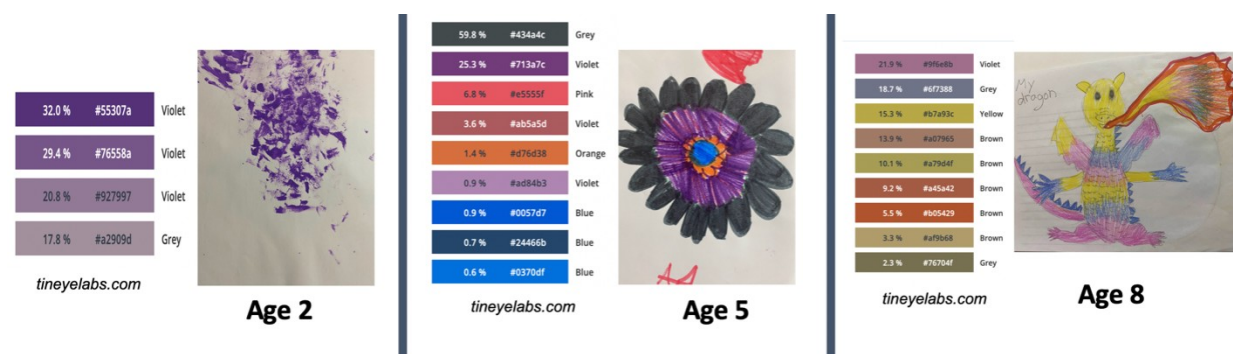 32.0 % #55307a Violet
29.4 % #76558a Violet
20.8 % #927997 Violet
17.8 % #a2909d Grey
tineyelabs.com
Age 2
59.8 % #434a4c Grey
25.3 % #713a7c Violet
6.8 % #e5555f Pink
3.6 % #ab5a5d Violet
1.4 % #d76d38 Orange
0.9 % #ad84b3 Violet
0.9 % #0057d7 Blue
0.7 % #24466b Blue
0.6 % #0370df Blue
tineyelabs.com
Age 5
21.9 % #9f6e8b Violet
18.7 % #6f7388 Grey
15.3 % #b7a93c Yellow
13.9 % #a07965 Brown
10.1 % #a79d4f Brown
9.2 % #a45a42 Brown
5.5 % #b05429 Brown
3.3 % #af9b68 Brown
2.3 % #76704f Grey
tineyelabs.com
My
dragon
Age 8